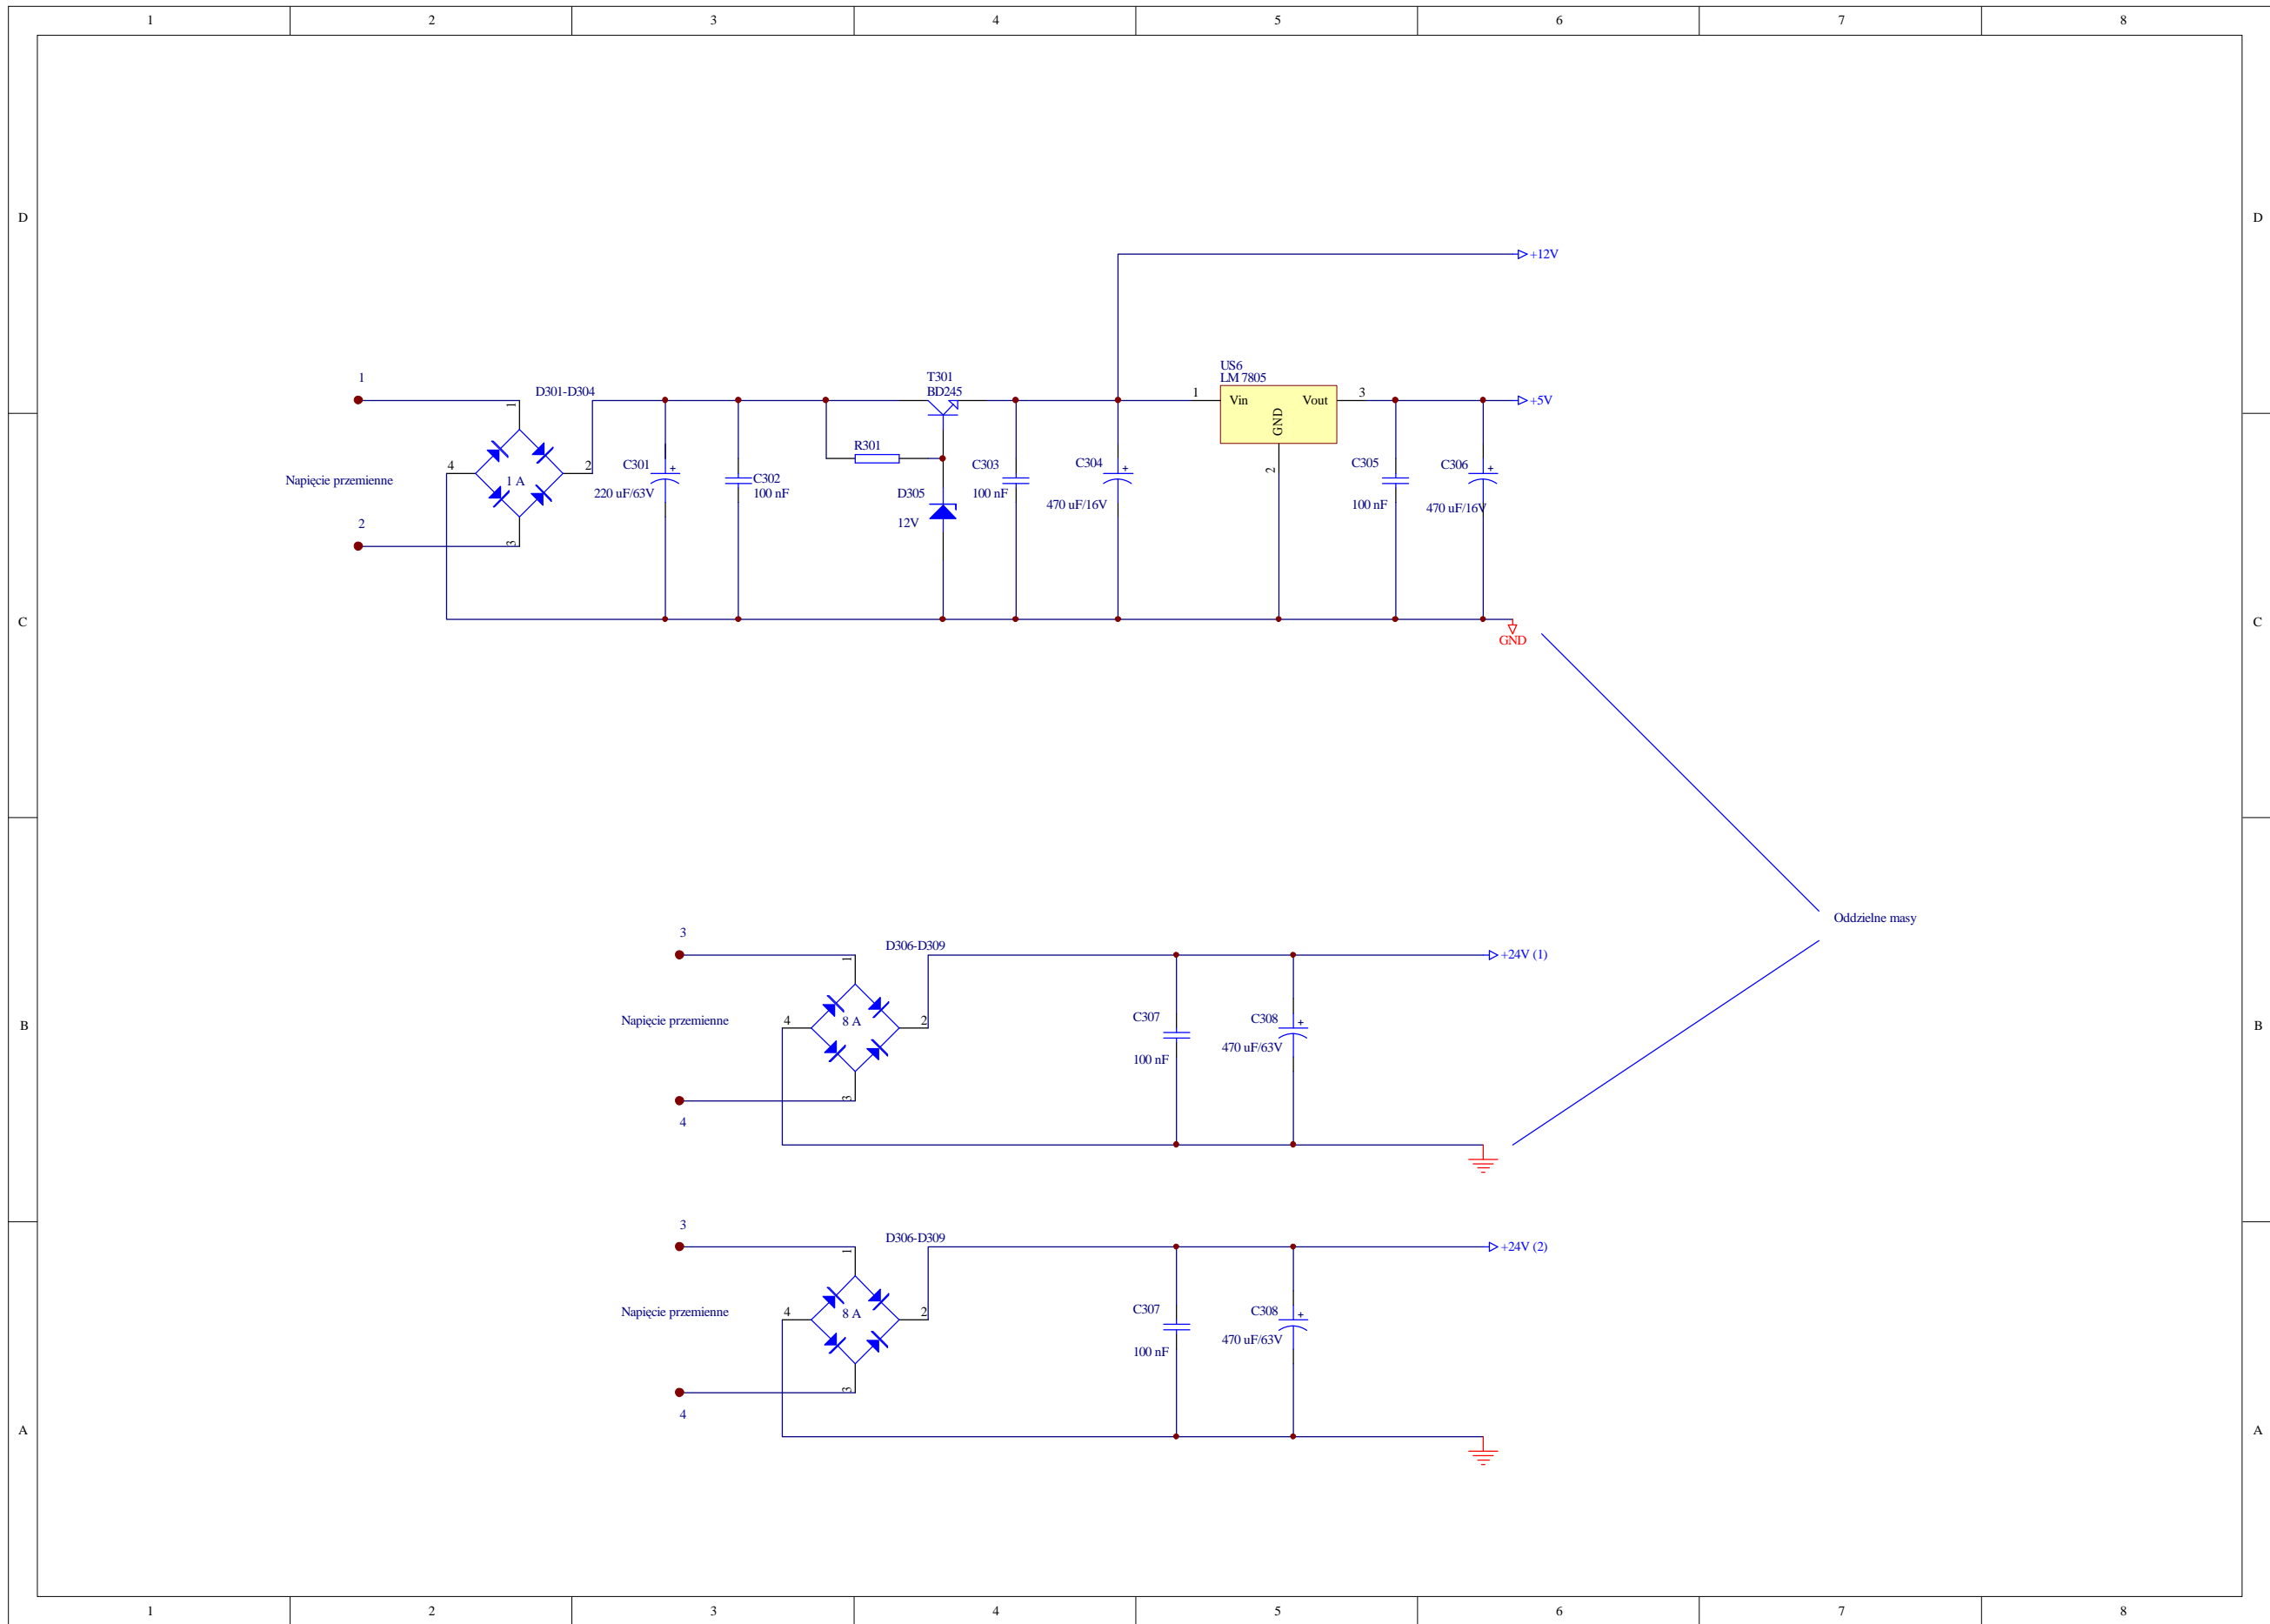 1 2 3 4 5 6 7 8
D D
+12V
US6
LM 7805
1 T301
D301-D304 BD245
1 Vin Vout 3 +5V
GND
1
R301
4 2 C301 + C303 C304 + C305 C306 +
Napięcie przemienne 1 A C302
220 uF/63V 100 nF D305 100 nF 2
470 uF/16V 100 nF 470 uF/16V
2 12V
3
C C
GND
Oddzielne masy
3
D306-D309
1 +24V (1)
Napięcie przemienne 4 8 A 2 C307 C308 +
B B
100 nF 470 uF/63V
3
4
3
D306-D309
1 +24V (2)
Napięcie przemienne 4 8 A 2 C307 C308 +
100 nF 470 uF/63V
3
4
A A
1 2 3 4 5 6 7 8